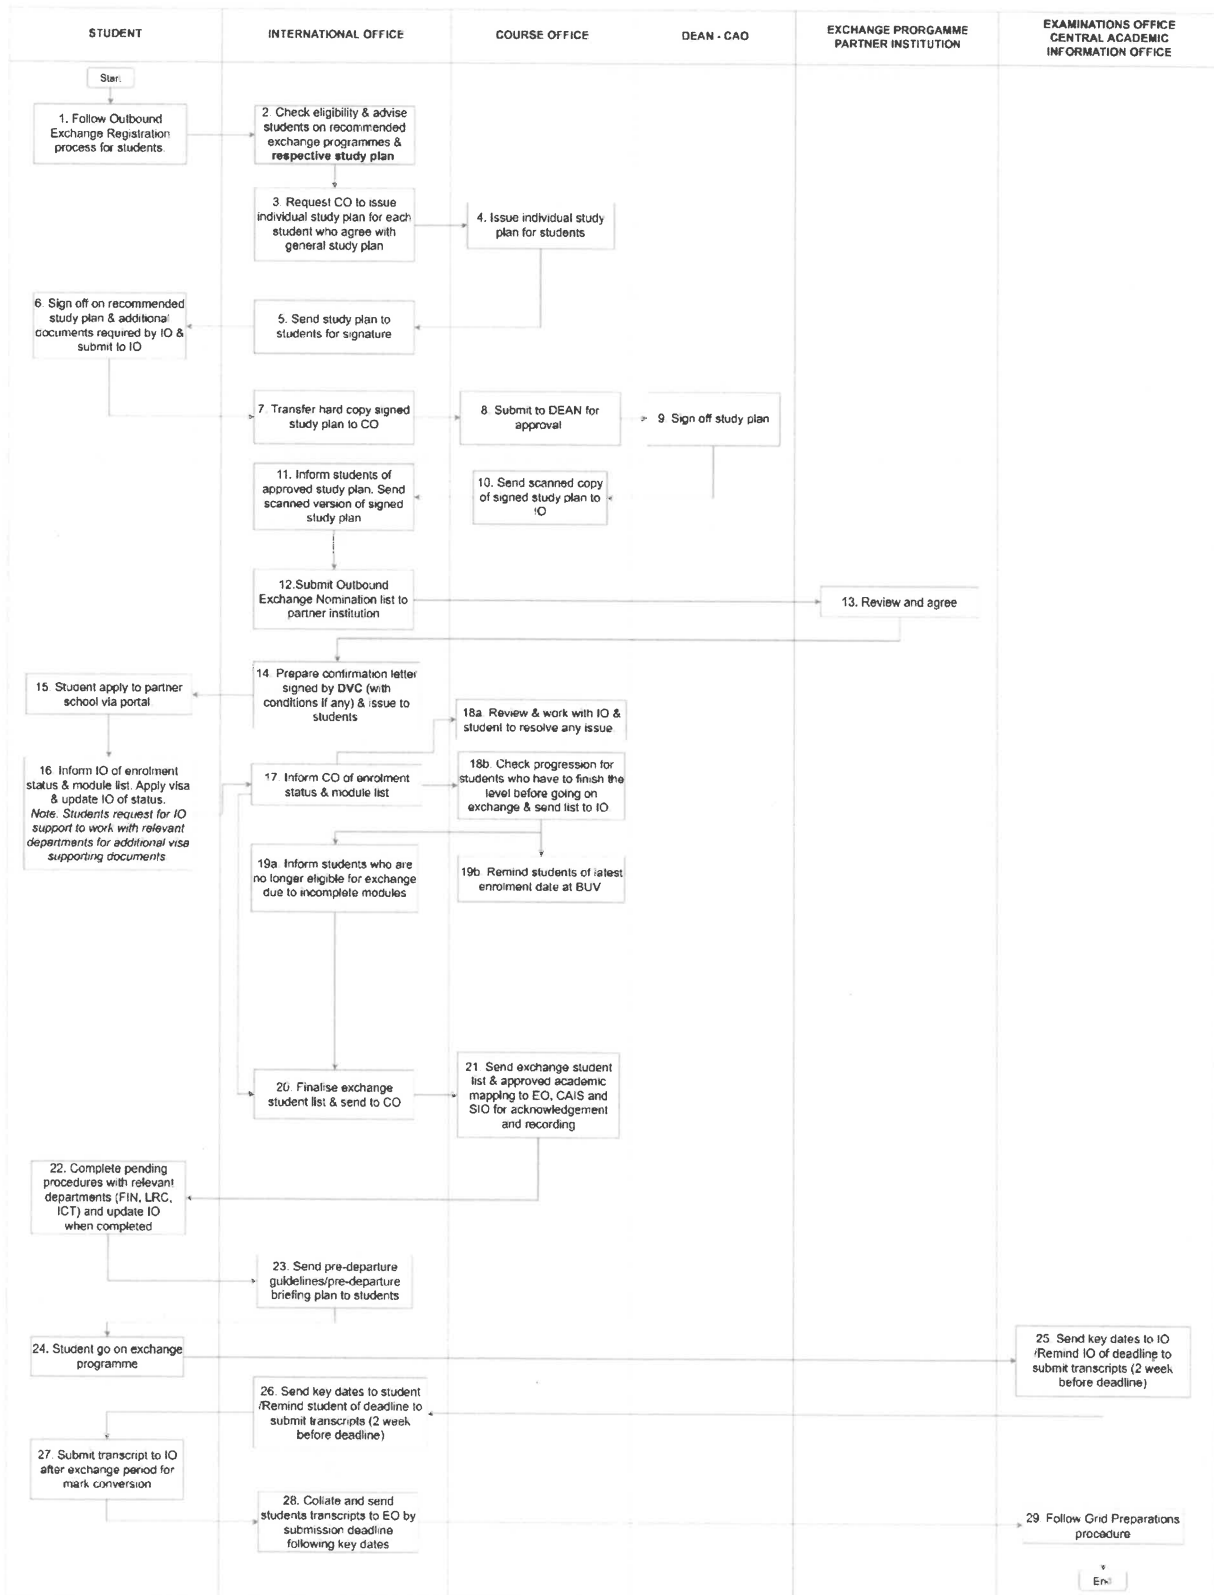 STUDENT
INTERNATIONAL OFFICE
COURSE OFFICE
DEAN - CAO
EXCHANGE PRORGAMME
PARTNER INSTITUTION
EXAMINATIONS OFFICE
CENTRAL ACADEMIC
INFORMATION OFFICE
Start
1. Follow Outbound
Exchange Registration
process for students.
2. Check eligibility & advise
students on recommended
exchange programmes &
respective study plan
3. Request CO to issue
individual study plan for each
student who agree with
general study plan
4. Issue individual study
plan for students
6. Sign off on recommended
study plan & additional
documents required by IO &
submit to IO
5. Send study plan to
students for signature
7. Transfer hard copy signed
study plan to CO
8. Submit to DEAN for
approval
9. Sign off study plan
11. Inform students of
approved study plan. Send
scanned version of signed
study plan
10. Send scanned copy
of signed study plan to
IO
12.Submit Outbound
Exchange Nomination list to
partner institution
13. Review and agree
14. Prepare confirmation letter
signed by DVC (with
conditions if any) & issue to
students
15. Student apply to partner
school via portal
18a. Review & work with IO &
student to resolve any issue
16. Inform IO of enrolment
status & module list. Apply visa
& update IO of status.
Note. Students request for IO
support to work with relevant
departments for additional visa
supporting documents
17. Inform CO of enrolment
status & module list
18b. Check progression for
students who have to finish the
level before going on
exchange & send list to IO
19a. Inform students who are
no longer eligible for exchange
due to incomplete modules
19b. Remind students of latest
enrolment date at BUV
20. Finalise exchange
student list & send to CO
21. Send exchange student
list & approved academic
mapping to EO, CAIS and
SIO for acknowledgement
and recording
22. Complete pending
procedures with relevant
departments (FIN, LRC,
ICT) and update IO
when completed
23. Send pre-departure
guidelines/pre-departure
briefing plan to students
24. Student go on exchange
programme
25. Send key dates to IO
/Remind IO of deadline to
submit transcripts (2 week
before deadline)
26. Send key dates to student
/Remind student of deadline to
submit transcripts (2 week
before deadline)
27. Submit transcript to IO
after exchange period for
mark conversion
28. Collate and send
students transcripts to EO by
submission deadline
following key dates
29. Follow Grid Preparations
procedure
End